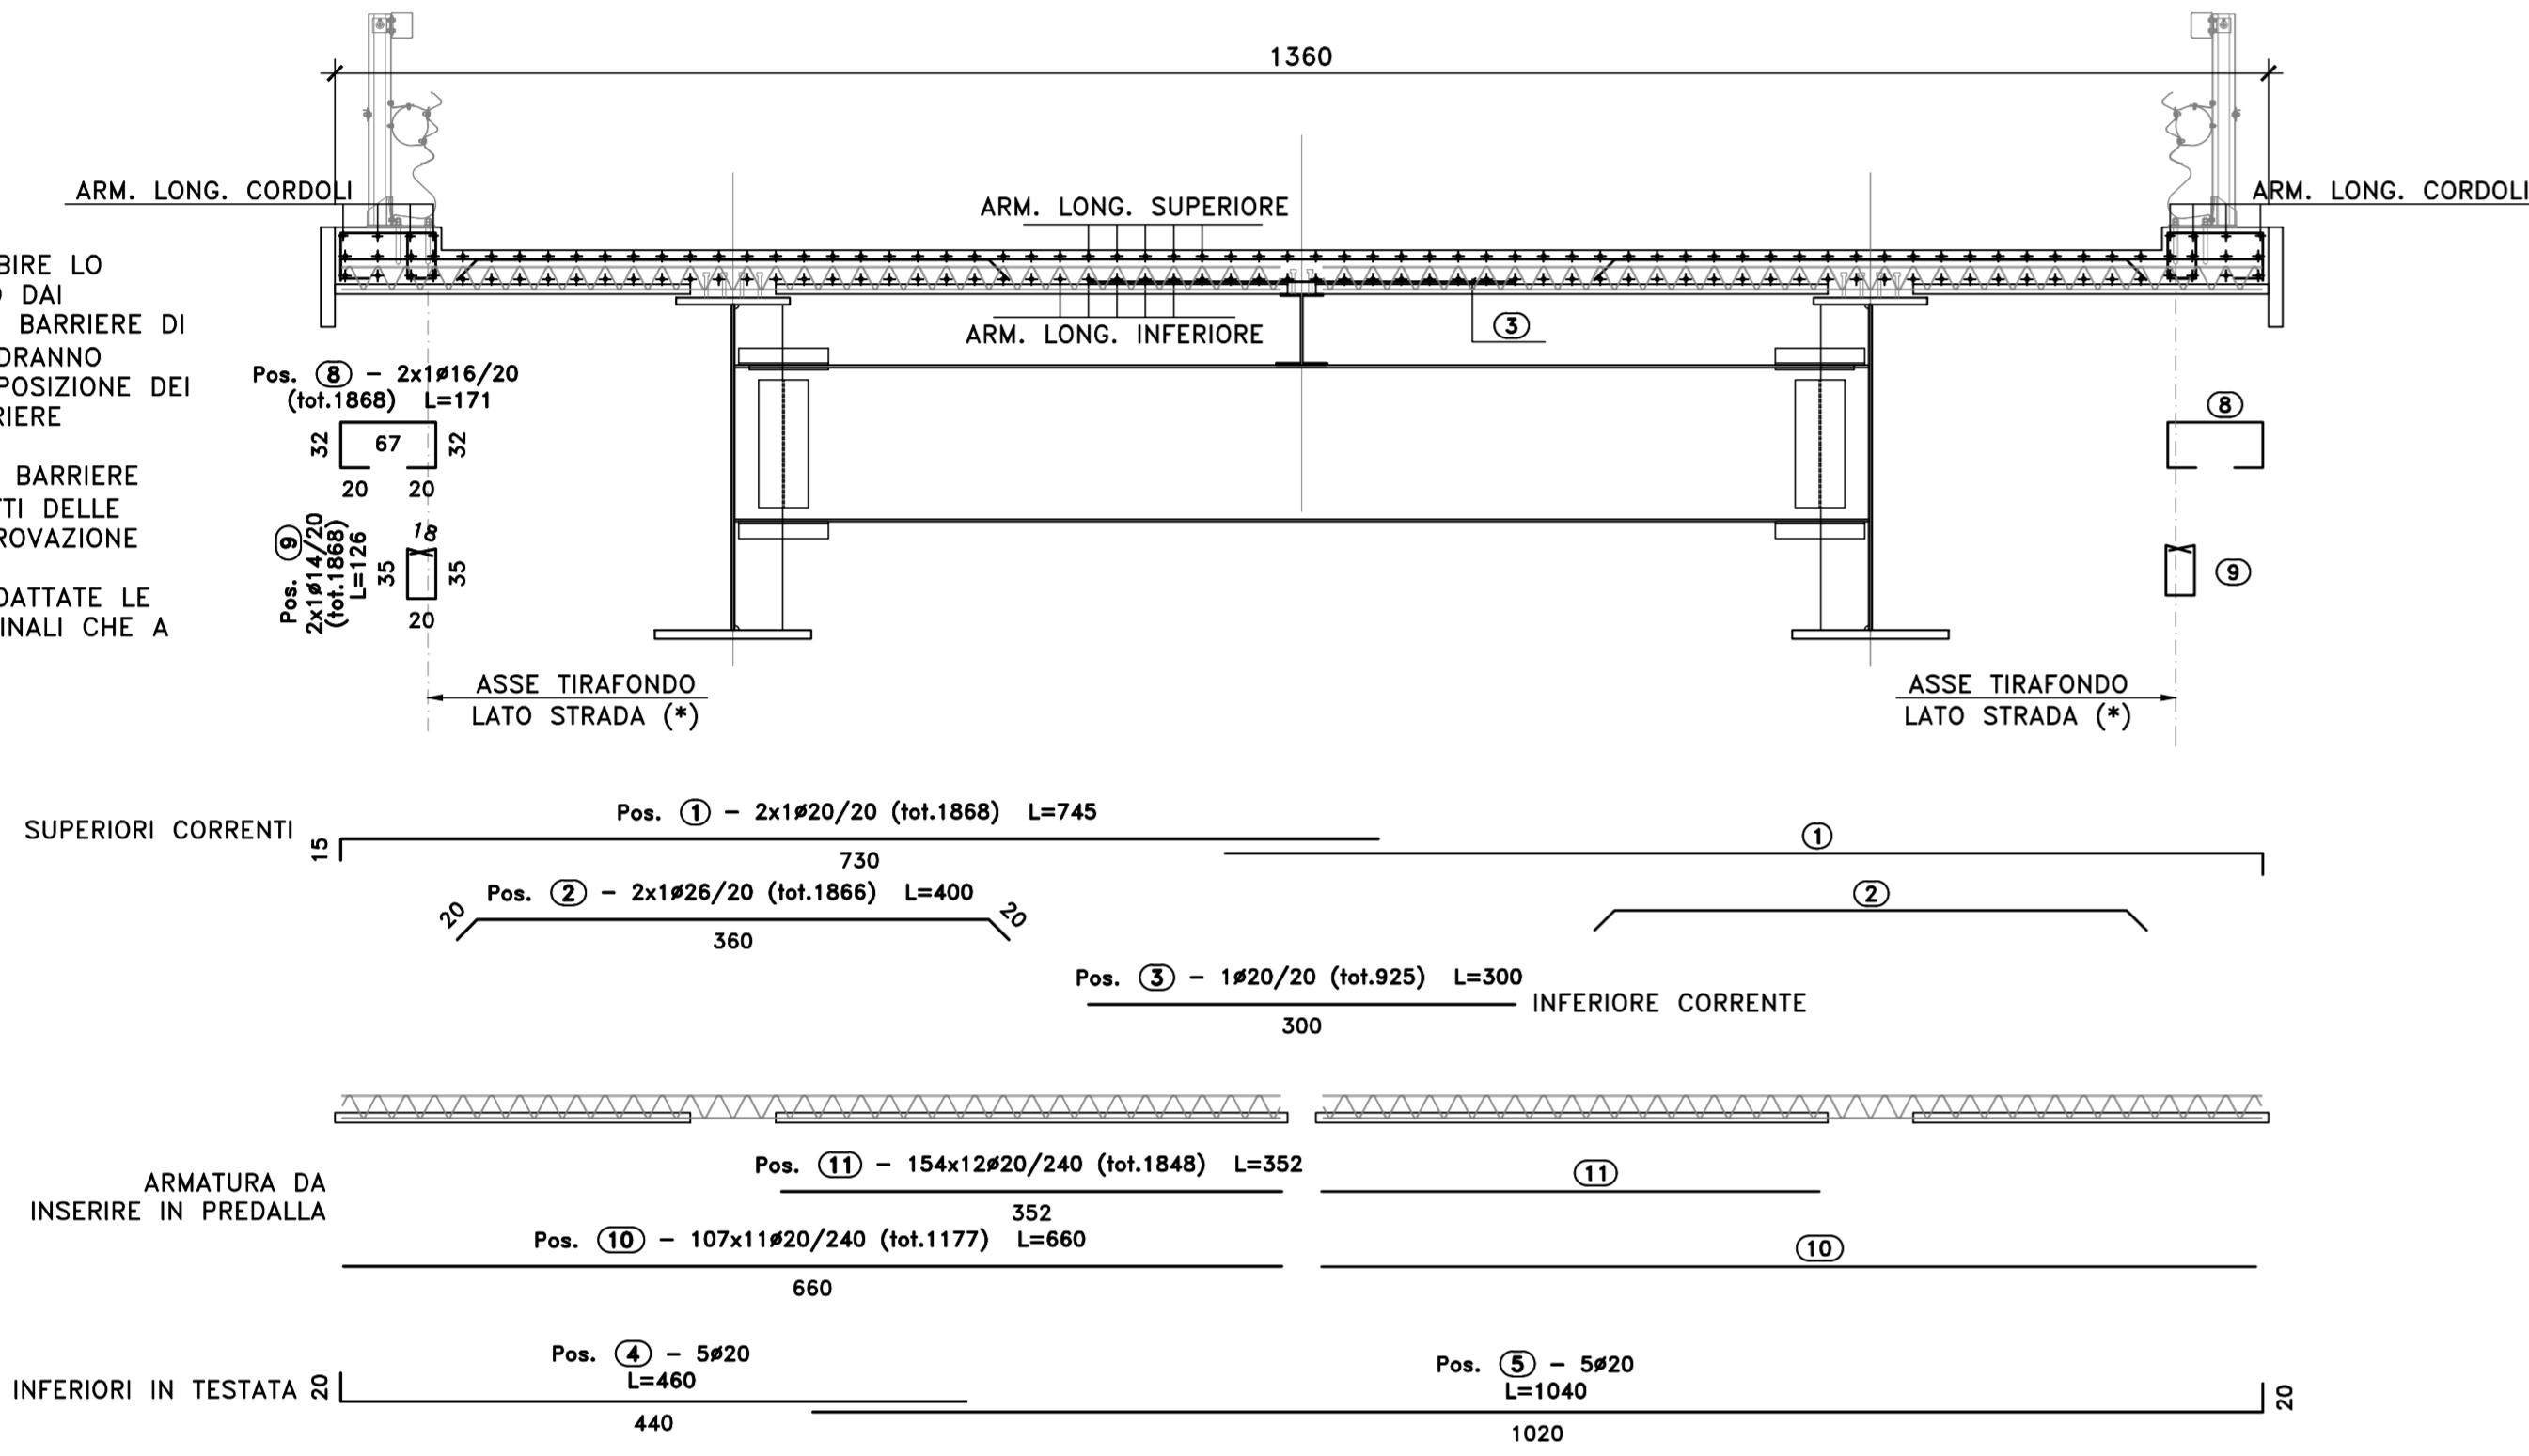 1360
ARM. LONG. CORDOLI
ARM. LONG. SUPERIORE
ARM. LONG. CORDOLI
BIRE LO
DAI
BARRIERE DI
DRANNO
POSIZIONE DEI
RIERE
BARRIERE
TTI DELLE
ROVAZIONE
DATTATE LE
INALI CHE A
ARM. LONG. INFERIORE
3
Pos. 8 - 2x1ø16/20
(tot.1868) L=171
32 67 32
20 20
8
Pos. 9
2x1ø14/20
(tot.1868)
L=126
18
35 35
20
9
ASSE TIRAFONDO
LATO STRADA (*)
ASSE TIRAFONDO
LATO STRADA (*)
SUPERIORI CORRENTI
15
Pos. 1 - 2x1ø20/20 (tot.1868) L=745
730
1
Pos. 2 - 2x1ø26/20 (tot.1866) L=400
20 20
360
2
Pos. 3 - 1ø20/20 (tot.925) L=300
300
INFERIORE CORRENTE
ARMATURA DA
INSERIRE IN PREDALLA
Pos. 11 - 154x12ø20/240 (tot.1848) L=352
352
11
Pos. 10 - 107x11ø20/240 (tot.1177) L=660
660
10
INFERIORI IN TESTATA
20
Pos. 4 - 5ø20
L=460
440
Pos. 5 - 5ø20
L=1040
1020
20